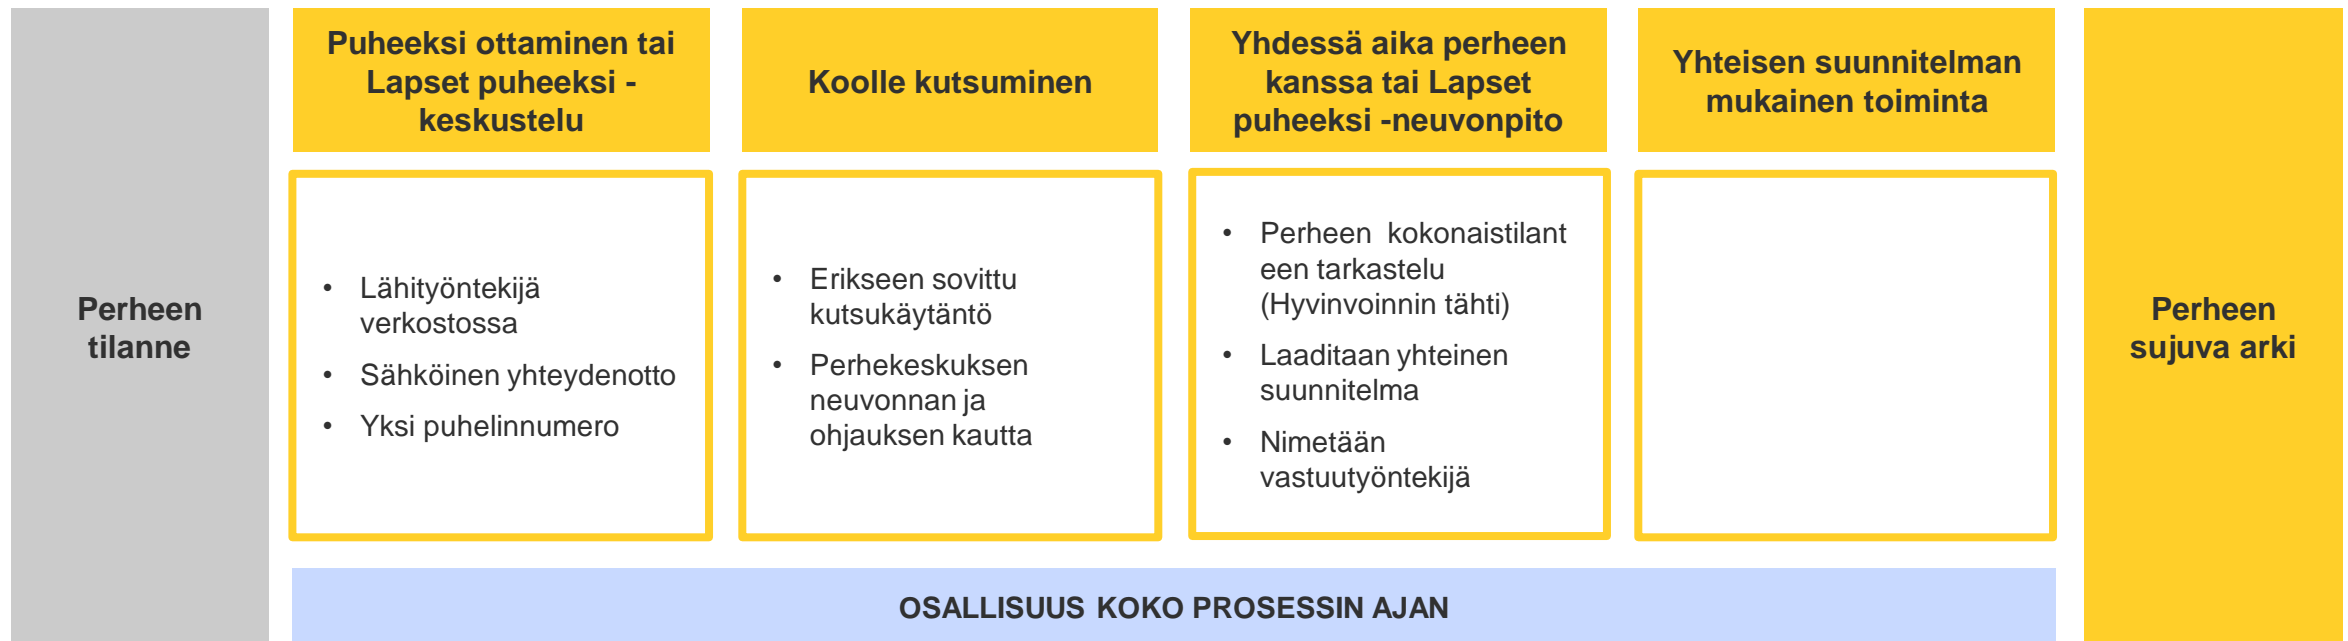 Perheen
tilanne
Puheeksi ottaminen tai
Lapset puheeksi -
keskustelu
• Lähityöntekijä
verkostossa
• Sähköinen yhteydenotto
• Yksi puhelinnumero
Koolle kutsuminen
• Erikseen sovittu
kutsukäytäntö
• Perhekeskuksen
neuvonnan ja
ohjauksen kautta
Yhdessä aika perheen
kanssa tai Lapset
puheeksi -neuvonpito
• Perheen kokonaistilant
een tarkastelu
(Hyvinvoinnin tähti)
• Laaditaan yhteinen
suunnitelma
• Nimetään
vastuutyöntekijä
Yhteisen suunnitelman
mukainen toiminta
Perheen
sujuva arki
OSALLISUUS KOKO PROSESSIN AJAN